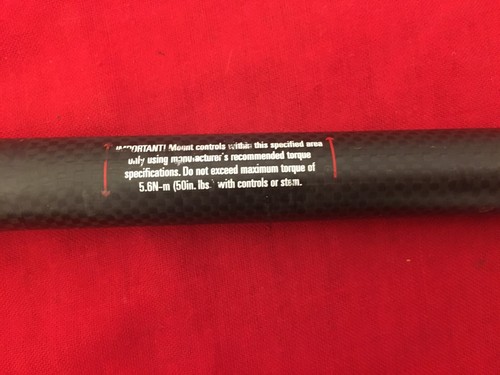 IMPORTANT! Mount controls within this specified area
only using manufacturer's recommended torque
specifications. Do not exceed maximum torque of
5.6N-m (50in. lbs.) with controls or stem.